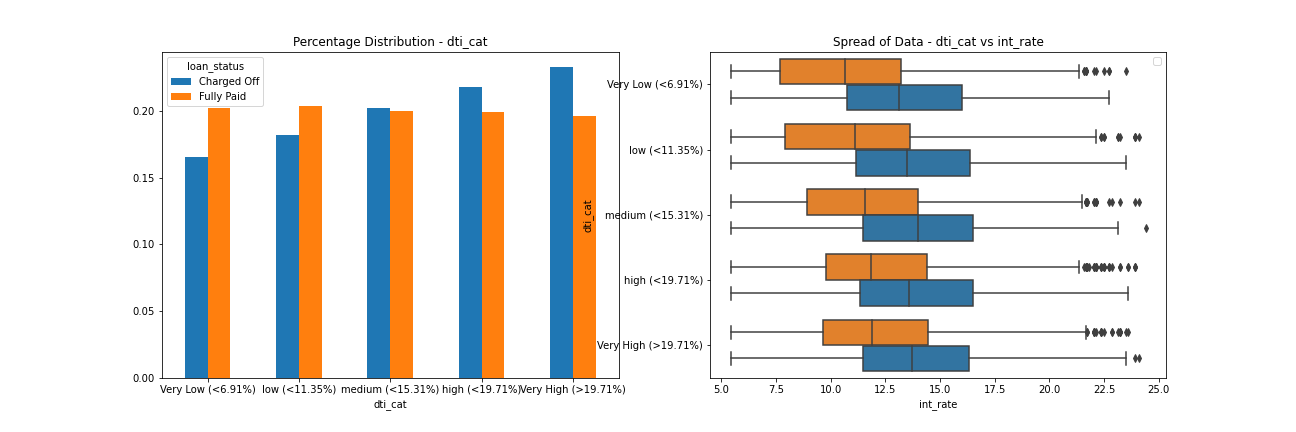 Percentage Distribution - dti_cat
loan_status
Charged Off
Fully Paid
0.20
0.15
0.10
0.05
0.00
Very Low (<6.91%)
low (<11.35%)
medium (<15.31%)
high (<19.71%)
Very High (>19.71%)
dti_cat
Spread of Data - dti_cat vs int_rate
dti_cat
Very Low (<6.91%)
low (<11.35%)
medium (<15.31%)
high (<19.71%)
Very High (>19.71%)
5.0 7.5 10.0 12.5 15.0 17.5 20.0 22.5 25.0
int_rate